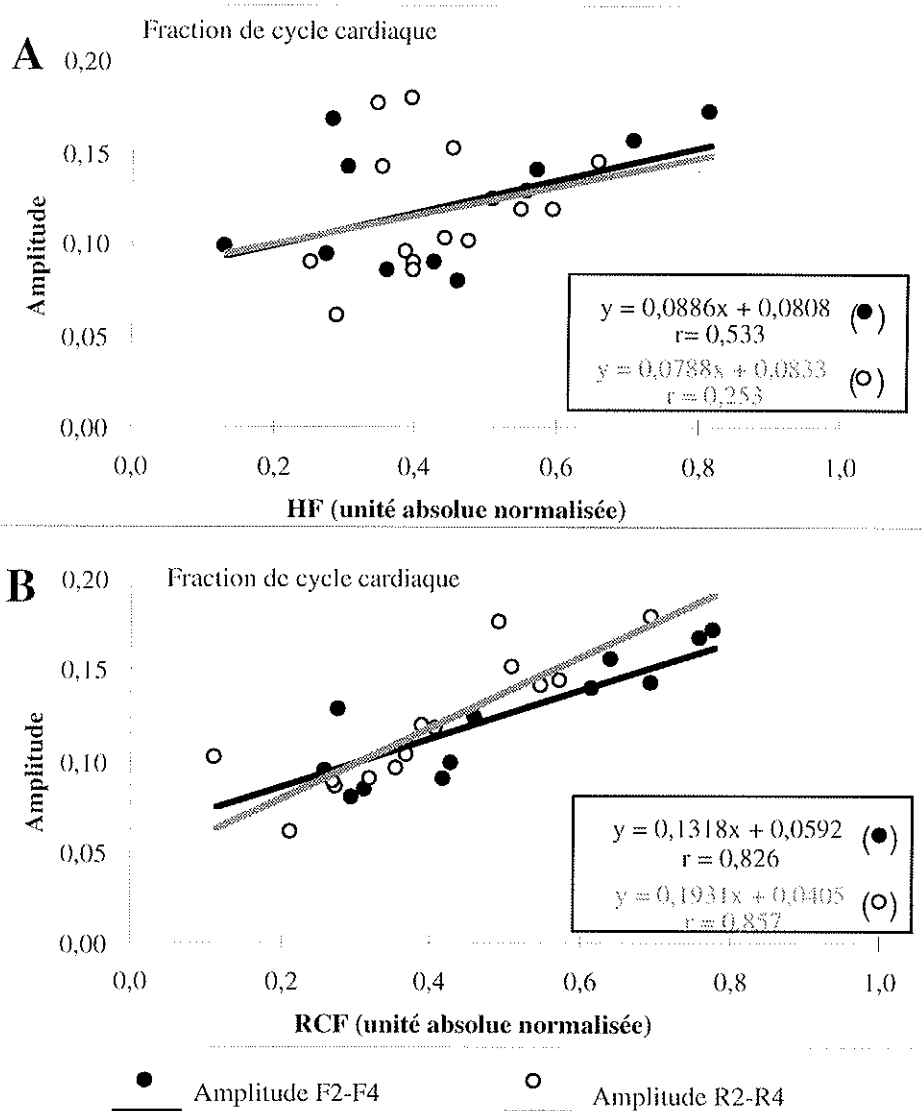 A
Fraction de cycle cardiaque
0,20
0,15
0,10
0,05
0,00
Amplitude
y = 0,0886x + 0,0808 (●)
r= 0,533
y = 0,0788x + 0,0833 (○)
r = 0,253
0,0 0,2 0,4 0,6 0,8 1,0
HF (unité absolue normalisée)
B
Fraction de cycle cardiaque
0,20
0,15
0,10
0,05
0,00
Amplitude
y = 0,1318x + 0,0592 (●)
r = 0,826
y = 0,1931x + 0,0405 (○)
r = 0,857
0,0 0,2 0,4 0,6 0,8 1,0
RCF (unité absolue normalisée)
Amplitude F2-F4 Amplitude R2-R4